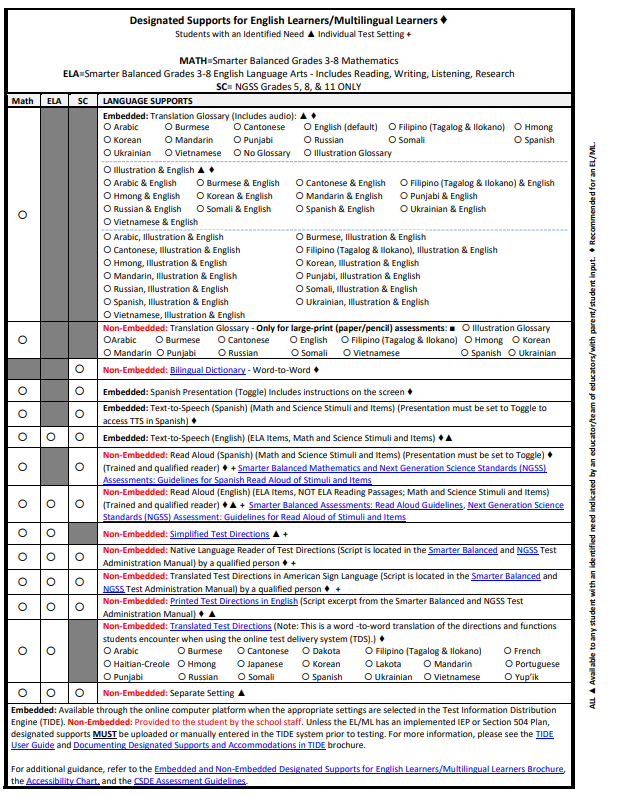 Designated Supports for English Learners/Multilingual Learners ♦
Students with an Identified Need ▲ Individual Test Setting +
MATH=Smarter Balanced Grades 3-8 Mathematics
ELA=Smarter Balanced Grades 3-8 English Language Arts - Includes Reading, Writing, Listening, Research
SC= NGSS Grades 5, 8, & 11 ONLY
Math ELA SC LANGUAGE SUPPORTS
Embedded: Translation Glossary (Includes audio): ▲ ♦
○ Arabic ○ Burmese ○ Cantonese ○ English (default) ○ Filipino (Tagalog & Ilokano) ○ Hmong
○ Korean ○ Mandarin ○ Punjabi ○ Russian ○ Somali ○ Spanish
○ Ukrainian ○ Vietnamese ○ No Glossary ○ Illustration Glossary
○ Illustration & English ▲ ♦
○ Arabic & English ○ Burmese & English ○ Cantonese & English ○ Filipino (Tagalog & Ilokano) & English
○ Hmong & English ○ Korean & English ○ Mandarin & English ○ Punjabi & English
○ Russian & English ○ Somali & English ○ Spanish & English ○ Ukrainian & English
○ Vietnamese & English
○ Arabic, Illustration & English ○ Burmese, Illustration & English
○ Cantonese, Illustration & English ○ Filipino (Tagalog & Ilokano), Illustration & English
○ Hmong, Illustration & English ○ Korean, Illustration & English
○ Mandarin, Illustration & English ○ Punjabi, Illustration & English
○ Russian, Illustration & English ○ Somali, Illustration & English
○ Spanish, Illustration & English ○ Ukrainian, Illustration & English
○ Vietnamese, Illustration & English
○
Non-Embedded: Translation Glossary - Only for large-print (paper/pencil) assessments: ■ ○ Illustration Glossary
○ ○Arabic ○ Burmese ○ Cantonese ○ English ○ Filipino (Tagalog & Ilokano) ○ Hmong ○ Korean
○ Mandarin ○ Punjabi ○ Russian ○ Somali ○ Vietnamese ○ Spanish ○ Ukrainian
○ Non-Embedded: Bilingual Dictionary - Word-to-Word ♦
○ ○ Embedded: Spanish Presentation (Toggle) Includes instructions on the screen ♦
○ ○ Embedded: Text-to-Speech (Spanish) (Math and Science Stimuli and Items) (Presentation must be set to Toggle to
access TTS in Spanish) ♦
○ ○ ○ Embedded: Text-to-Speech (English) (ELA Items, Math and Science Stimuli and Items) ♦▲
Non-Embedded: Read Aloud (Spanish) (Math and Science Stimuli and Items) (Presentation must be set to Toggle) ♦
○ ○ (Trained and qualified reader) ♦ + Smarter Balanced Mathematics and Next Generation Science Standards (NGSS)
Assessments: Guidelines for Spanish Read Aloud of Stimuli and Items
Non-Embedded: Read Aloud (English) (ELA Items, NOT ELA Reading Passages; Math and Science Stimuli and Items)
○ ○ ○ (Trained and qualified reader) ♦▲ + Smarter Balanced Assessments: Read Aloud Guidelines, Next Generation Science
Standards (NGSS) Assessment: Guidelines for Read Aloud of Stimuli and Items
○ ○ Non-Embedded: Simplified Test Directions ▲ +
○ ○ ○ Non-Embedded: Native Language Reader of Test Directions (Script is located in the Smarter Balanced and NGSS Test
Administration Manual) by a qualified person ♦ +
○ ○ ○ Non-Embedded: Translated Test Directions in American Sign Language (Script is located in the Smarter Balanced and
NGSS Test Administration Manual) by a qualified person ♦ +
○ ○ ○ Non-Embedded: Printed Test Directions in English (Script excerpt from the Smarter Balanced and NGSS Test
Administration Manual) ♦ ▲
Non-Embedded: Translated Test Directions (Note: This is a word -to-word translation of the directions and functions
students encounter when using the online test delivery system (TDS).) ♦
○ ○ ○ Arabic ○ Burmese ○ Cantonese ○ Dakota ○ Filipino (Tagalog & Ilokano) ○ French
○ Haitian-Creole ○ Hmong ○ Japanese ○ Korean ○ Lakota ○ Mandarin ○ Portuguese
○ Punjabi ○ Russian ○ Somali ○ Spanish ○ Ukrainian ○ Vietnamese ○ Yup'ik
○ ○ ○ Non-Embedded: Separate Setting ▲
Embedded: Available through the online computer platform when the appropriate settings are selected in the Test Information Distribution
Engine (TIDE). Non-Embedded: Provided to the student by the school staff. Unless the EL/ML has an implemented IEP or Section 504 Plan,
designated supports MUST be uploaded or manually entered in the TIDE system prior to testing. For more information, please see the TIDE
User Guide and Documenting Designated Supports and Accommodations in TIDE brochure.
For additional guidance, refer to the Embedded and Non-Embedded Designated Supports for English Learners/Multilingual Learners Brochure,
the Accessibility Chart, and the CSDE Assessment Guidelines.
ALL ▲ Available to any student with an identified need indicated by an educator/team of educators/with parent/student input. ♦ Recommended for an EL/ML.